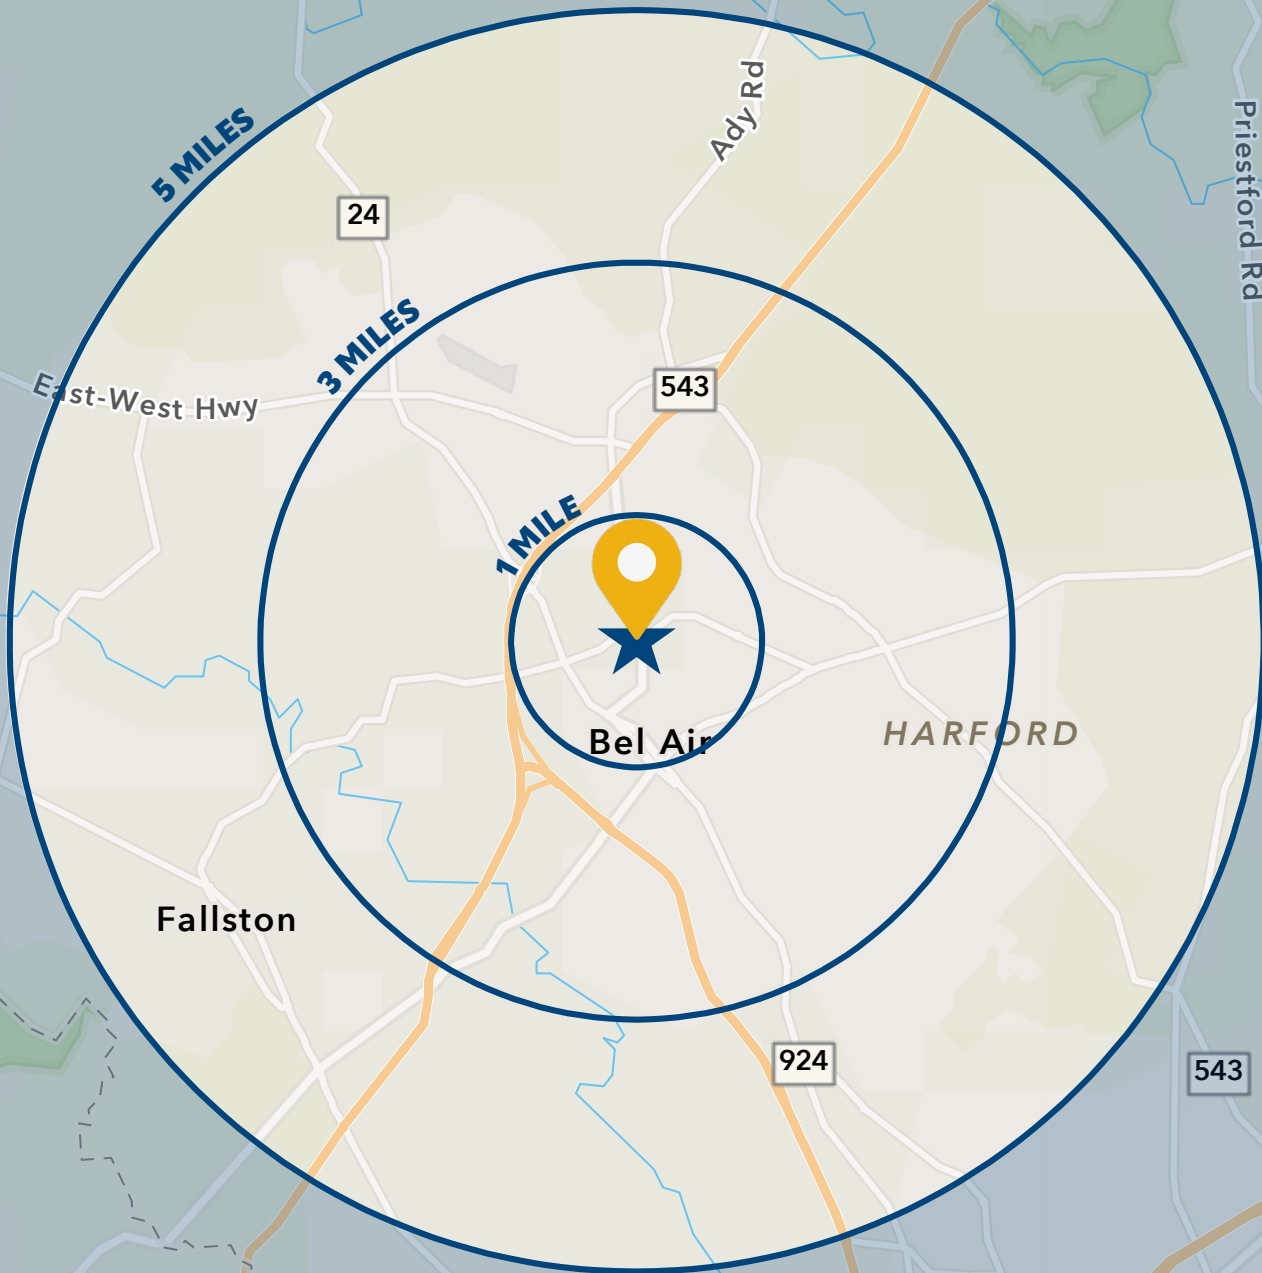 Ady Rd
5 MILES
Priestford Rd
24
3 MILES
543
East-West Hwy
1 MILE
HARFORD
Bel Air
Fallston
924
543